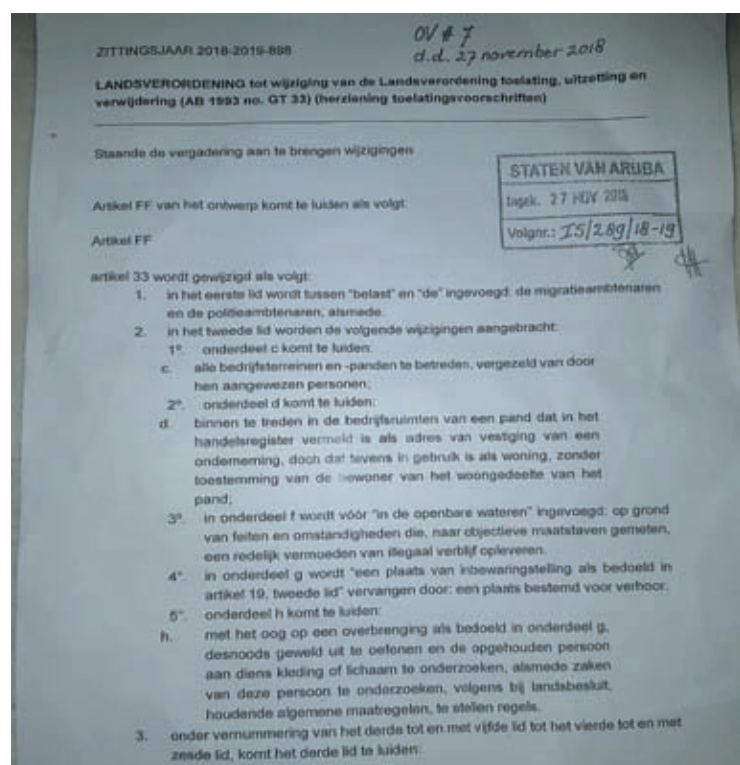 OV # 7
d.d. 27 november 2018
ZITTINGSJAAR 2018-2019-888
LANDSVERORDENING tot wijziging van de Landsverordening toelating, uitzetting en
verwijdering (AB 1993 no. GT 33) (herziening toelatingsvoorschriften)
Staande de vergadering aan te brengen wijzigingen
STATEN VAN ARUBA
Ingek. 27 NOV 2018
Volgnr.: IS/289/18-19
Artikel FF van het ontwerp komt te luiden als volgt:
Artikel FF
artikel 33 wordt gewijzigd als volgt:
1. in het eerste lid wordt tussen "belast" en "de" ingevoegd: de migratieambtenaren
en de politieambtenaren, alsmede.
2. in het tweede lid worden de volgende wijzigingen aangebracht:
1°. onderdeel c komt te luiden:
c. alle bedrijfsterreinen en -panden te betreden, vergezeld van door
hen aangewezen personen;
2°. onderdeel d komt te luiden:
d. binnen te treden in de bedrijfsruimten van een pand dat in het
handelsregister vermeld is als adres van vestiging van een
onderneming, doch dat tevens in gebruik is als woning, zonder
toestemming van de bewoner van het woongedeelte van het
pand;
3°. in onderdeel f wordt vóór "in de openbare wateren" ingevoegd: op grond
van feiten en omstandigheden die, naar objectieve maatstaven gemeten,
een redelijk vermoeden van illegaal verblijf opleveren.
4°. in onderdeel g wordt "een plaats van inbewaringstelling als bedoeld in
artikel 19, tweede lid" vervangen door: een plaats bestemd voor verhoor;
5°. onderdeel h komt te luiden:
h. met het oog op een overbrenging als bedoeld in onderdeel g,
desnoods geweld uit te oefenen en de opgehouden persoon
aan diens kleding of lichaam te onderzoeken, alsmede zaken
van deze persoon te onderzoeken, volgens bij landsbesluit,
houdende algemene maatregelen, te stellen regels.
3. onder vernummering van het derde tot en met vijfde lid tot het vierde tot en met
zesde lid, komt het derde lid te luiden: